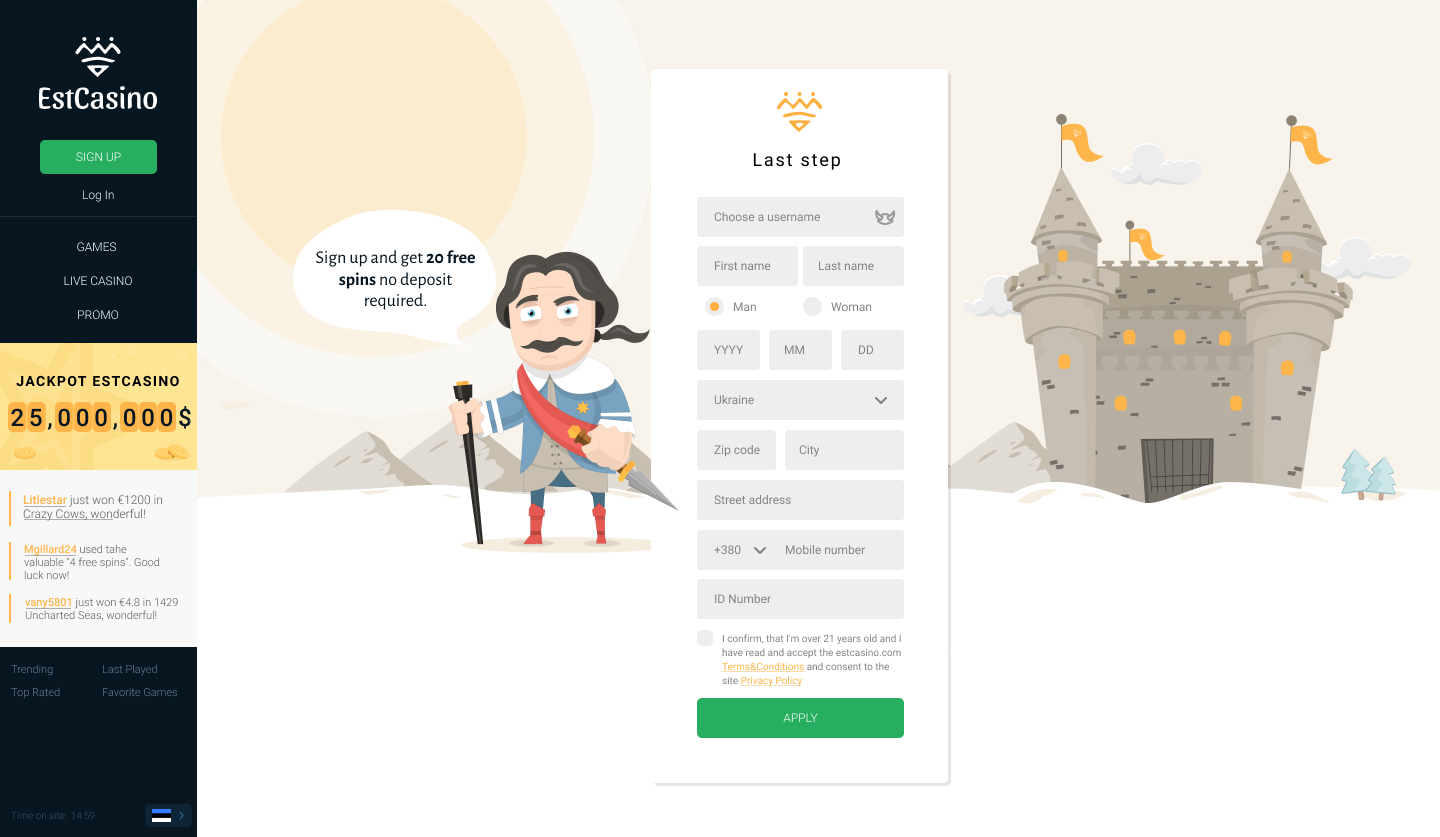 EstCasino
SIGN UP
Log In
GAMES
LIVE CASINO
PROMO
JACKPOT ESTCASINO
25,000,000$
Litlestar just won €1200 in
Crazy Cows, wonderful!
Mgillard24 used tahe
valuable "4 free spins". Good
luck now!
vany5801 just won €4.8 in 1429
Uncharted Seas, wonderful!
Trending
Last Played
Top Rated
Favorite Games
Time on site: 14:59
Sign up and get 20 free
spins no deposit
required.
Last step
Choose a username
First name
Last name
Man
Woman
YYYY
MM
DD
Ukraine
Zip code
City
Street address
+380
Mobile number
ID Number
I confirm, that I'm over 21 years old and I
have read and accept the estcasino.com
Terms&Conditions and consent to the
site Privacy Policy
APPLY